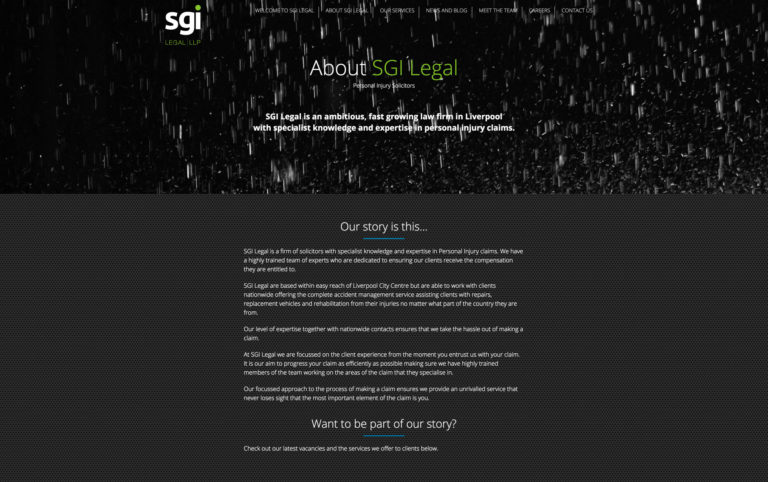 sgi
LEGAL LLP
WELCOME TO SGI LEGAL
ABOUT SGI LEGAL
OUR SERVICES
NEWS AND BLOG
MEET THE TEAM
CAREERS
CONTACT US
About SGI Legal
Personal Injury Solicitors
SGI Legal is an ambitious, fast growing law firm in Liverpool
with specialist knowledge and expertise in personal injury claims.
Our story is this...
SGI Legal is a firm of solicitors with specialist knowledge and expertise in Personal Injury claims. We have
a highly trained team of experts who are dedicated to ensuring our clients receive the compensation
they are entitled to.
SGI Legal are based within easy reach of Liverpool City Centre but are able to work with clients
nationwide offering the complete accident management service assisting clients with repairs,
replacement vehicles and rehabilitation from their injuries no matter what part of the country they are
from.
Our level of expertise together with nationwide contacts ensures that we take the hassle out of making a
claim.
At SGI Legal we are focussed on the client experience from the moment you entrust us with your claim.
It is our aim to progress your claim as efficiently as possible making sure we have highly trained
members of the team working on the areas of the claim that they specialise in.
Our focussed approach to the process of making a claim ensures we provide an unrivalled service that
never loses sight that the most important element of the claim is you.
Want to be part of our story?
Check out our latest vacancies and the services we offer to clients below.